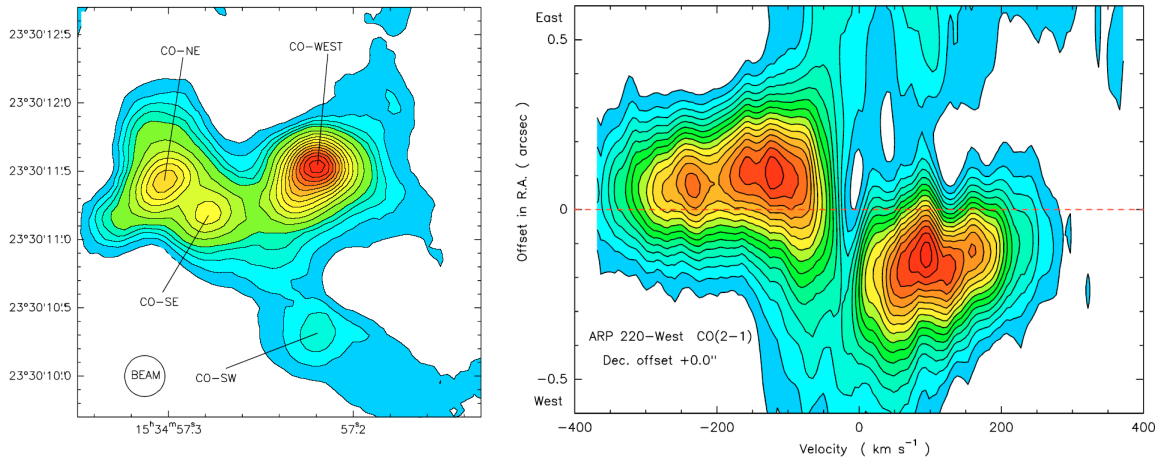 23°30'12."5
23°30'12."0
23°30'11."5
23°30'11."0
23°30'10."5
23°30'10."0
CO-NE
CO-WEST
CO-SE
CO-SW
BEAM
15ʰ34ᵐ57.ˢ3
57.ˢ2
East
0.5
0
-0.5
West
Offset in R.A. ( arcsec )
ARP 220-West CO(2-1)
Dec. offset +0.0"
-400
-200
0
200
400
Velocity ( km s⁻¹ )